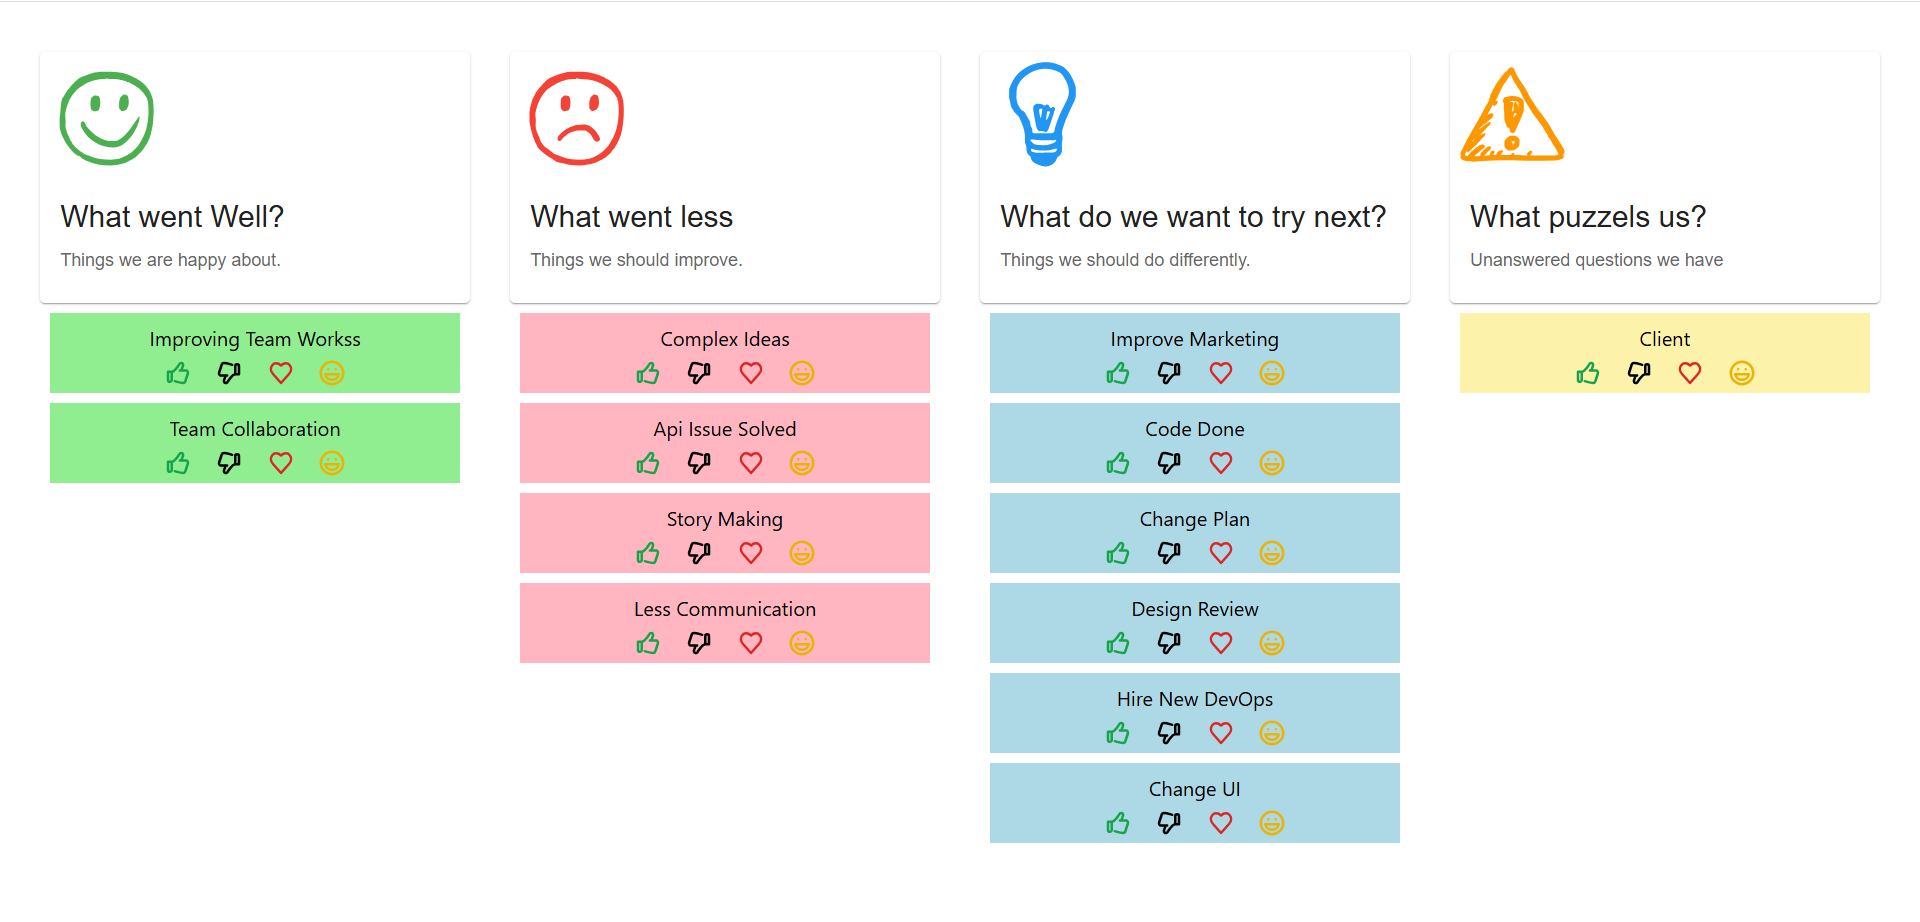 What went Well?
Things we are happy about.
Improving Team Workss
Team Collaboration
What went less
Things we should improve.
Complex Ideas
Api Issue Solved
Story Making
Less Communication
What do we want to try next?
Things we should do differently.
Improve Marketing
Code Done
Change Plan
Design Review
Hire New DevOps
Change UI
What puzzels us?
Unanswered questions we have
Client